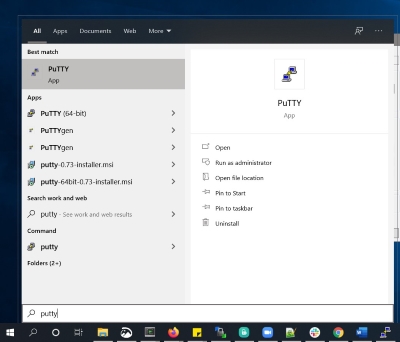 All Apps Documents Web More
Best match
PuTTY
App
Apps
PuTTY (64-bit)
PuTTYgen
PuTTYgen
putty-0.73-installer.msi
putty-64bit-0.73-installer.msi
Search work and web
putty - See work and web results
Command
putty
Folders (2+)
PuTTY
App
Open
Run as administrator
Open file location
Pin to Start
Pin to taskbar
Uninstall
putty